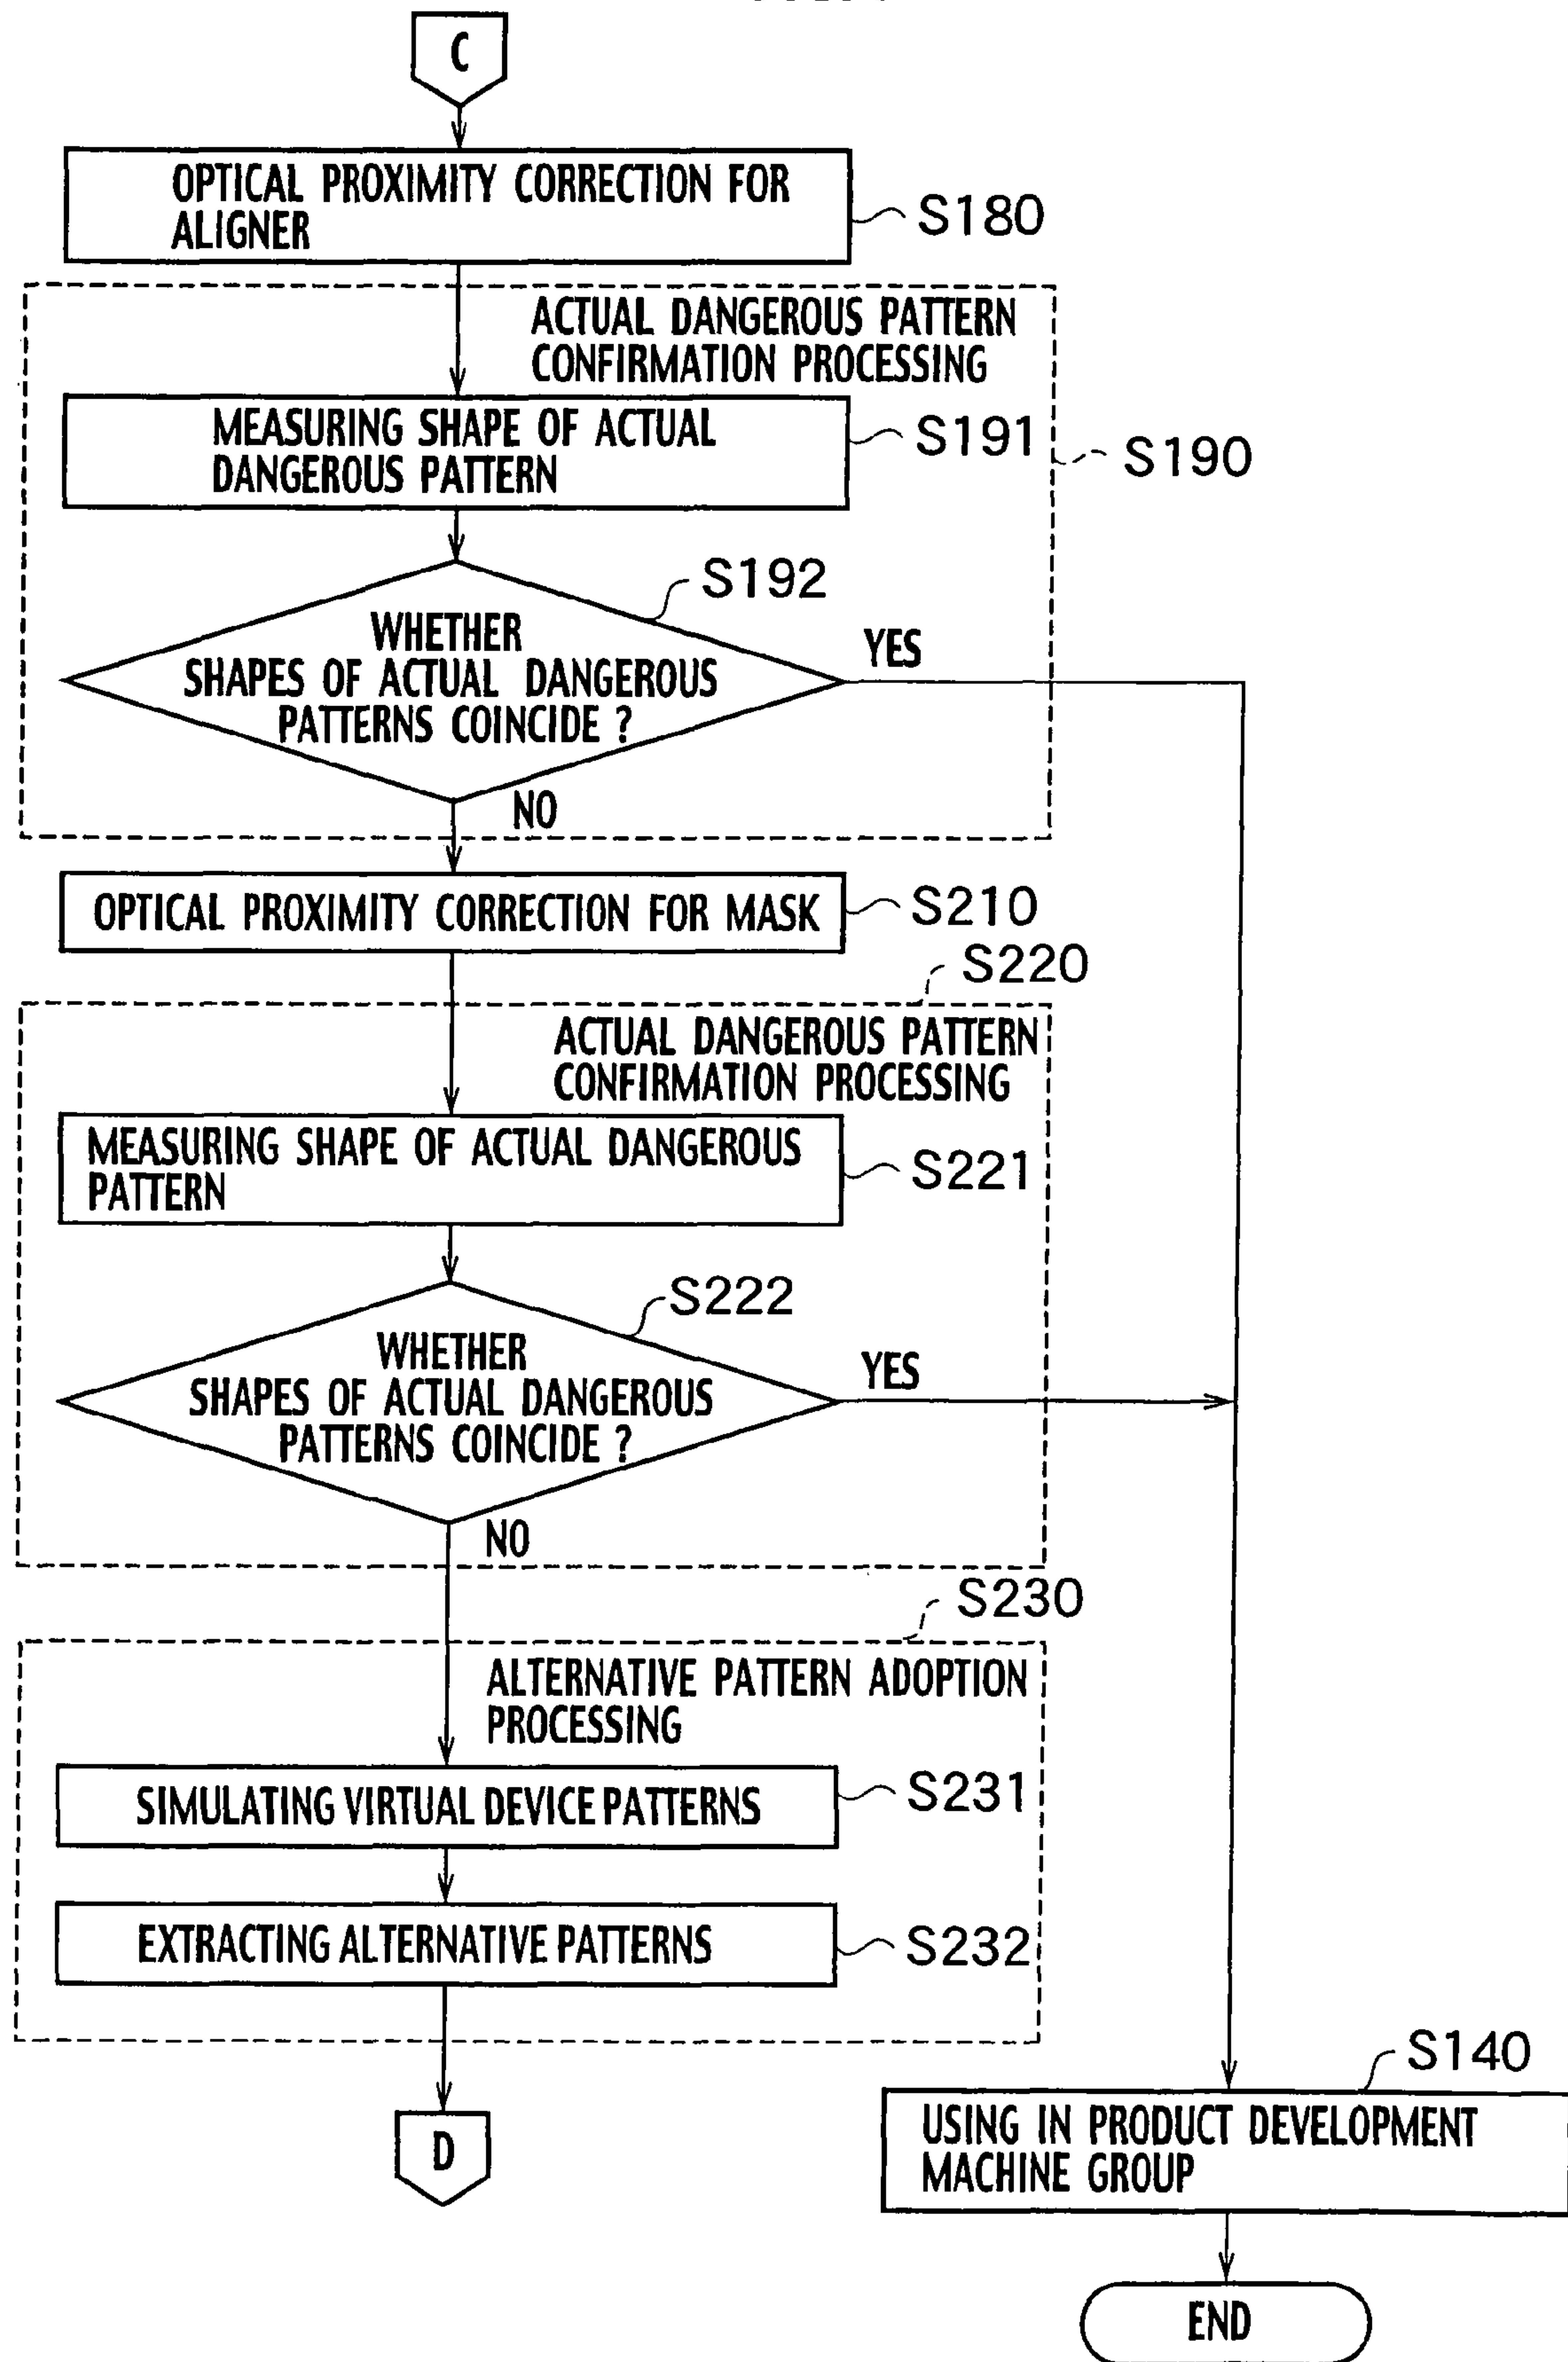 C
OPTICAL PROXIMITY CORRECTION FOR
ALIGNER
S180
ACTUAL DANGEROUS PATTERN
CONFIRMATION PROCESSING
MEASURING SHAPE OF ACTUAL
DANGEROUS PATTERN
S191
S190
S192
WHETHER
SHAPES OF ACTUAL DANGEROUS
PATTERNS COINCIDE ?
YES
NO
OPTICAL PROXIMITY CORRECTION FOR MASK
S210
S220
ACTUAL DANGEROUS PATTERN
CONFIRMATION PROCESSING
MEASURING SHAPE OF ACTUAL DANGEROUS
PATTERN
S221
S222
WHETHER
SHAPES OF ACTUAL DANGEROUS
PATTERNS COINCIDE ?
YES
NO
S230
ALTERNATIVE PATTERN ADOPTION
PROCESSING
SIMULATING VIRTUAL DEVICE PATTERNS
S231
EXTRACTING ALTERNATIVE PATTERNS
S232
D
S140
USING IN PRODUCT DEVELOPMENT
MACHINE GROUP
END